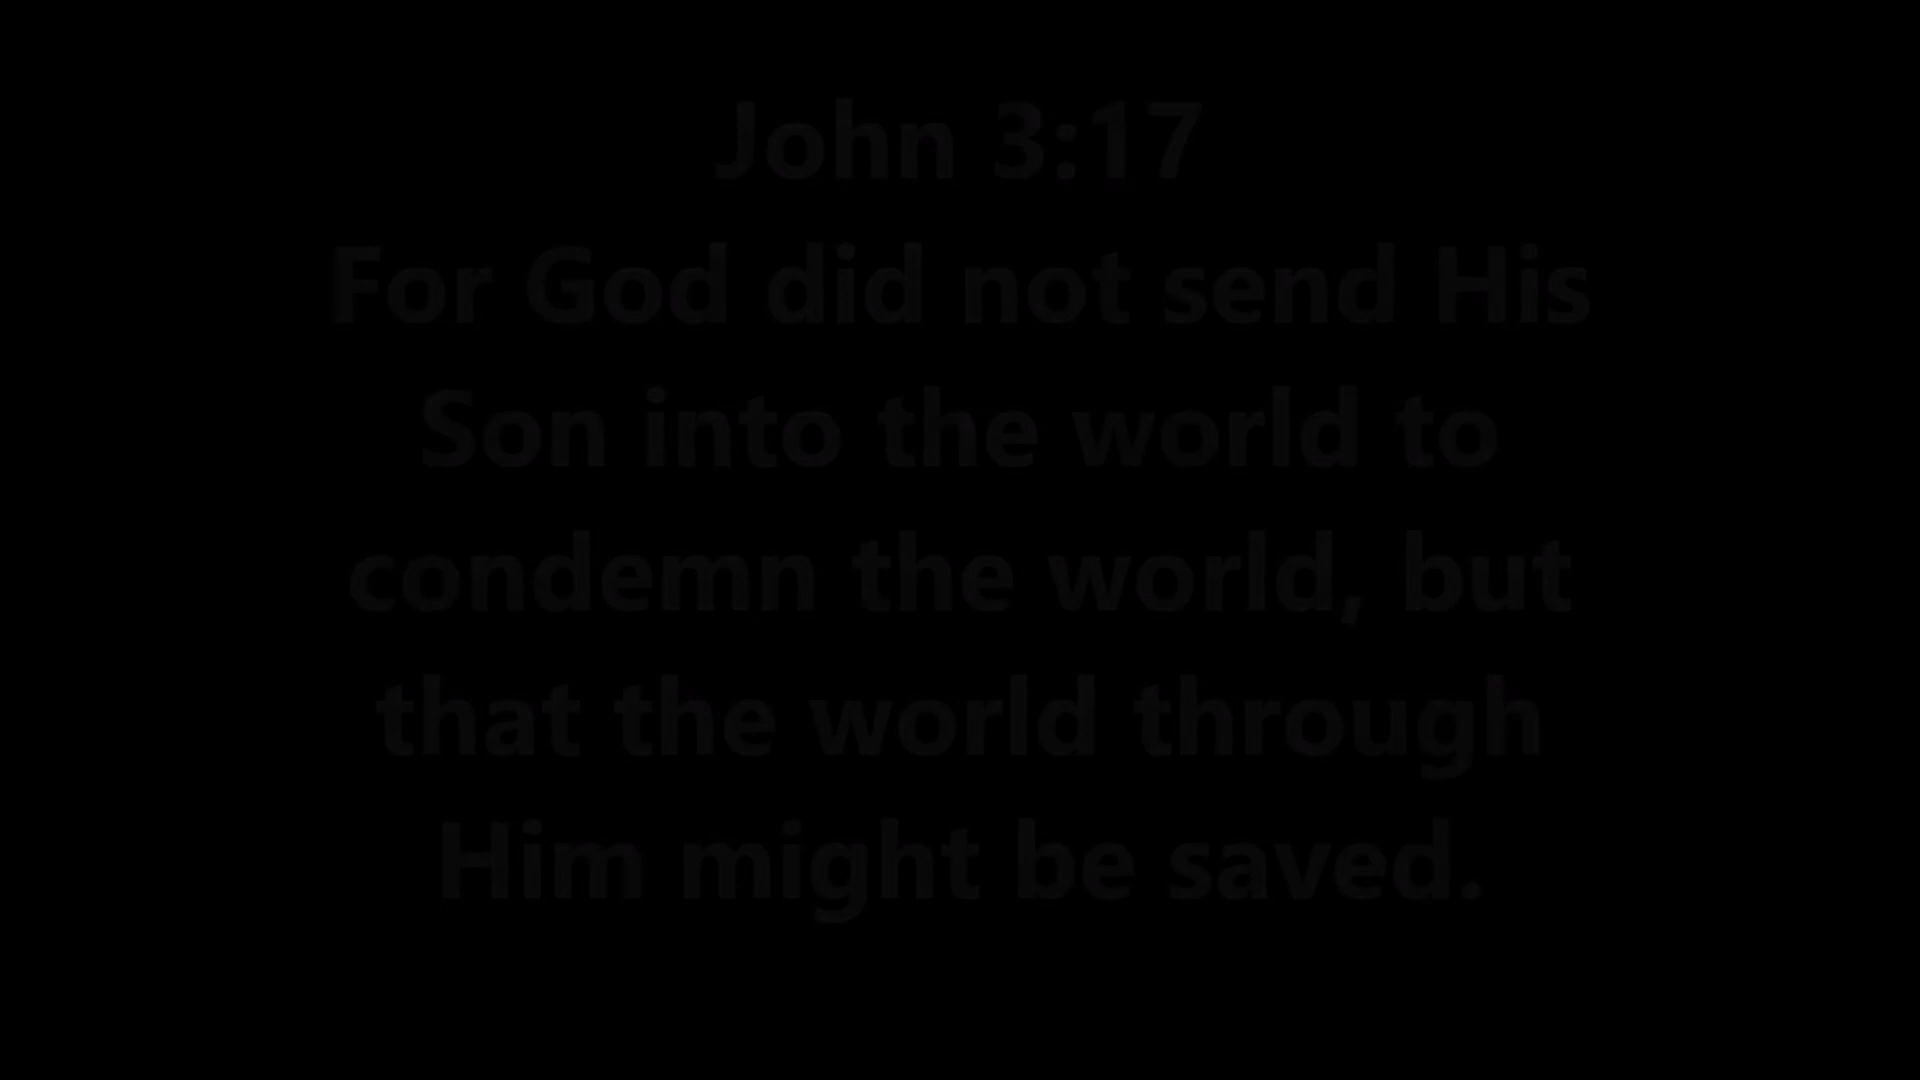 John 3:17
For God did not send His
Son into the world to
condemn the world, but
that the world through
Him might be saved.